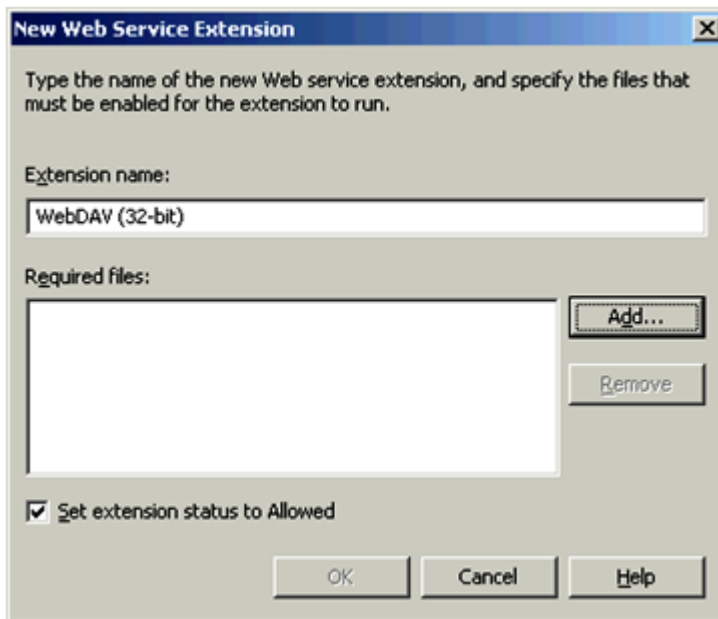 New Web Service Extension
Type the name of the new Web service extension, and specify the files that
must be enabled for the extension to run.
Extension name:
WebDAV (32-bit)
Required files:
Add...
Remove
Set extension status to Allowed
OK
Cancel
Help